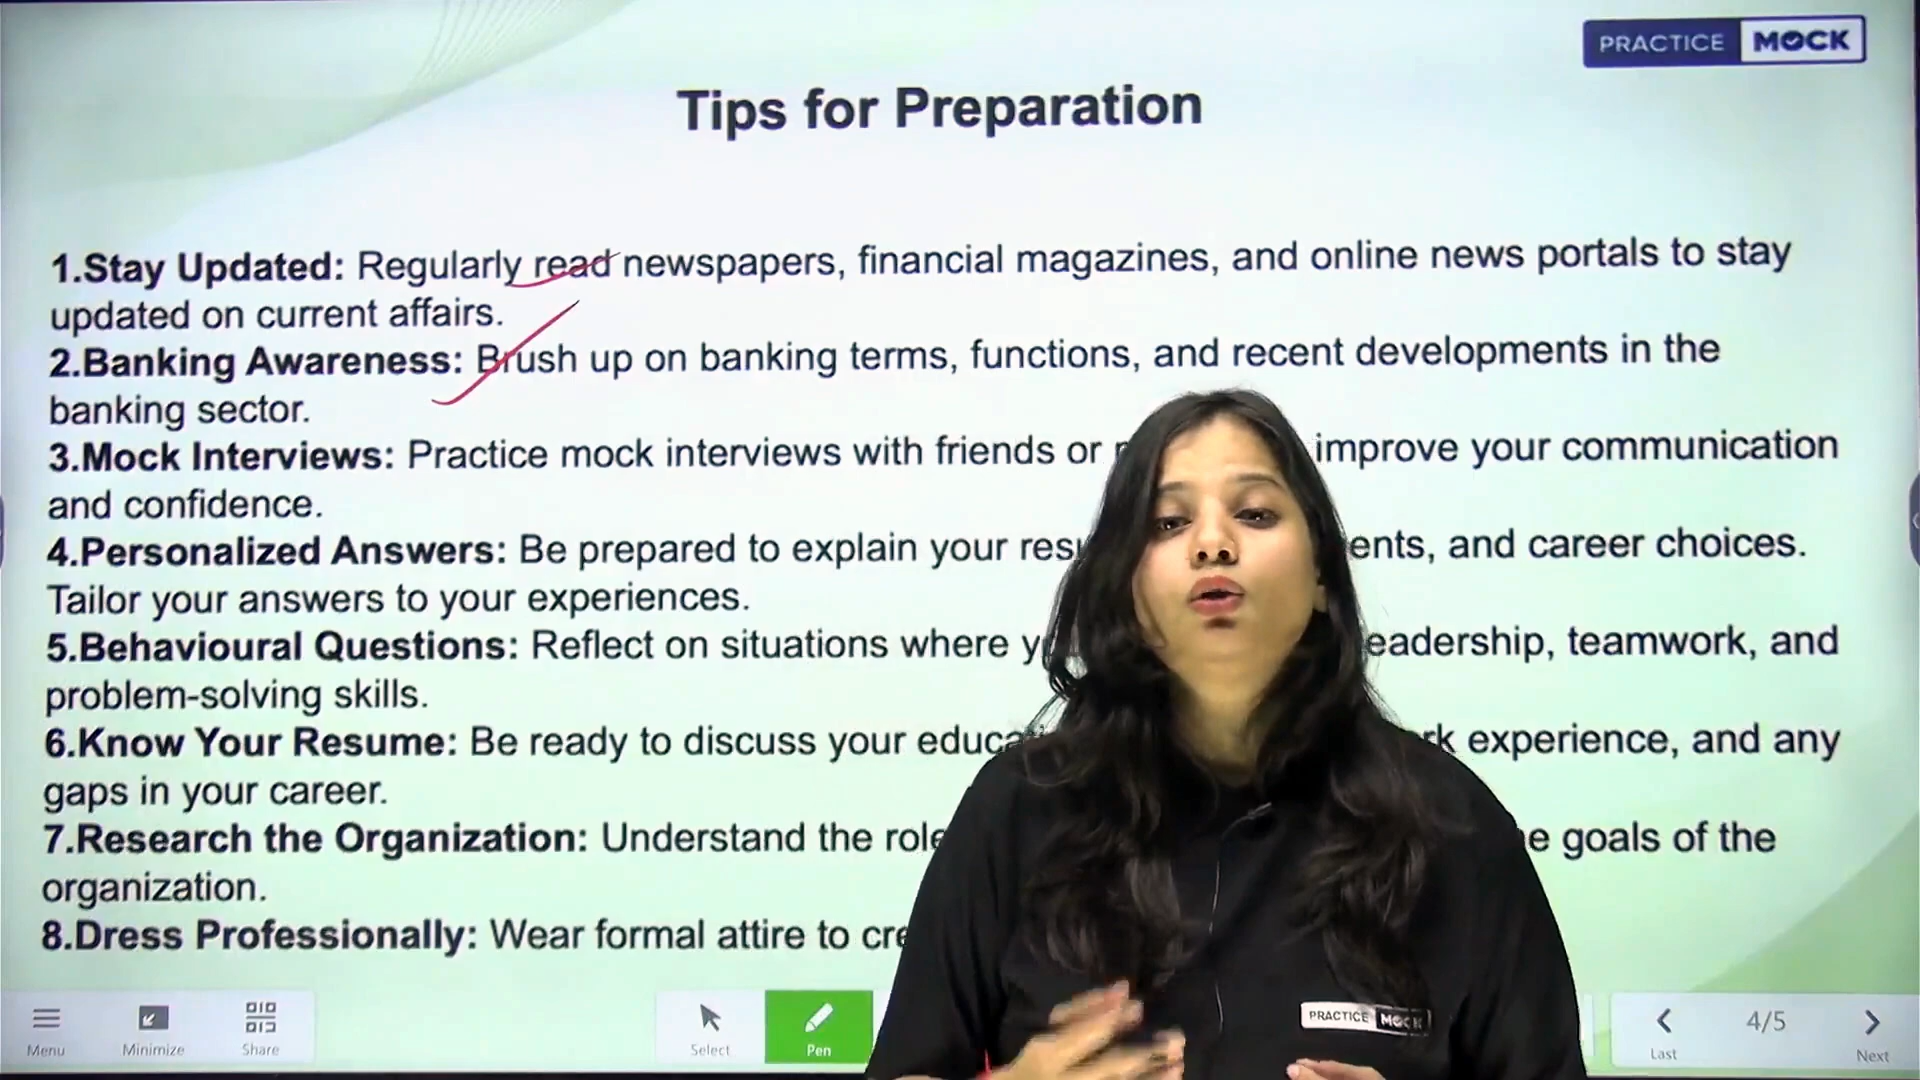 PRACTICE MOCK
Tips for Preparation
1.Stay Updated: Regularly read newspapers, financial magazines, and online news portals to stay
updated on current affairs.
2.Banking Awareness: Brush up on banking terms, functions, and recent developments in the
banking sector.
3.Mock Interviews: Practice mock interviews with friends or improve your communication
and confidence.
4.Personalized Answers: Be prepared to explain your and career choices.
Tailor your answers to your experiences.
5.Behavioural Questions: Reflect on situations where teamwork, and
problem-solving skills.
6.Know Your Resume: Be ready to discuss your experience, and any
gaps in your career.
7.Research the Organization: Understand the goals of the
organization.
8.Dress Professionally: Wear formal attire to
PRACTICE MOCK
Menu Minimize Share Select Pen Last 4/5 Next